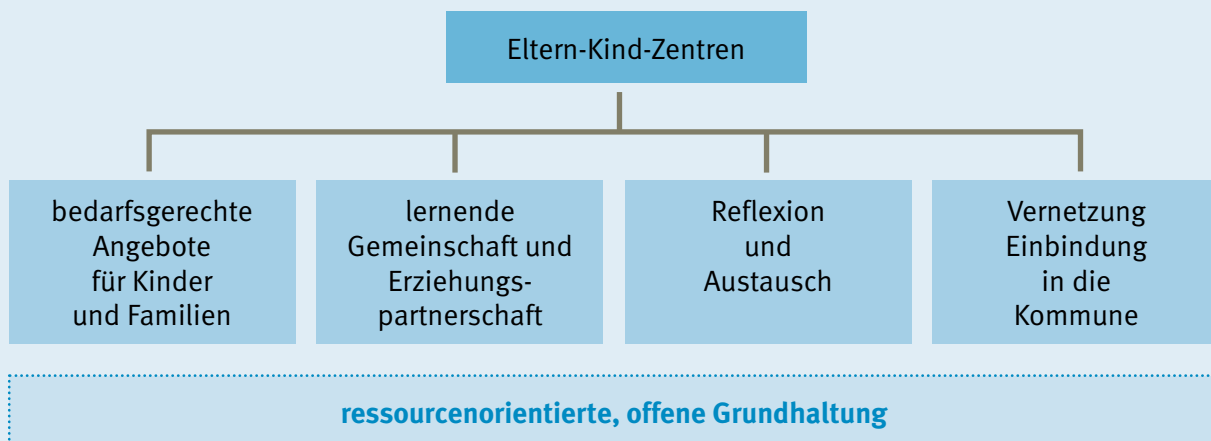 Eltern-Kind-Zentren
bedarfsgerechte
Angebote
für Kinder
und Familien
lernende
Gemeinschaft und
Erziehungs-
partnerschaft
Reflexion
und
Austausch
Vernetzung
Einbindung
in die
Kommune
ressourcenorientierte, offene Grundhaltung